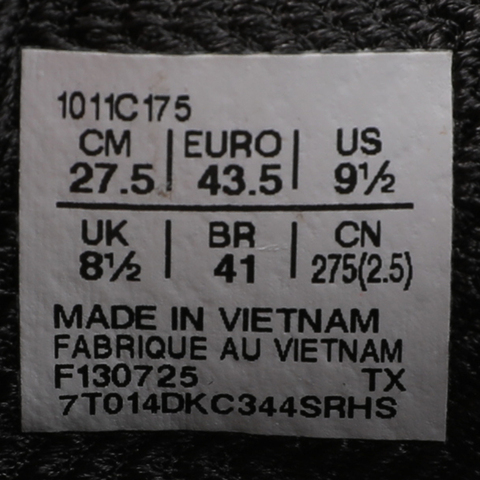 1011C175
CM EURO US
27.5 43.5 9½
UK BR CN
8½ 41 275(2.5)
MADE IN VIETNAM
FABRIQUE AU VIETNAM
F130725 TX
7T014DKC344SRHS